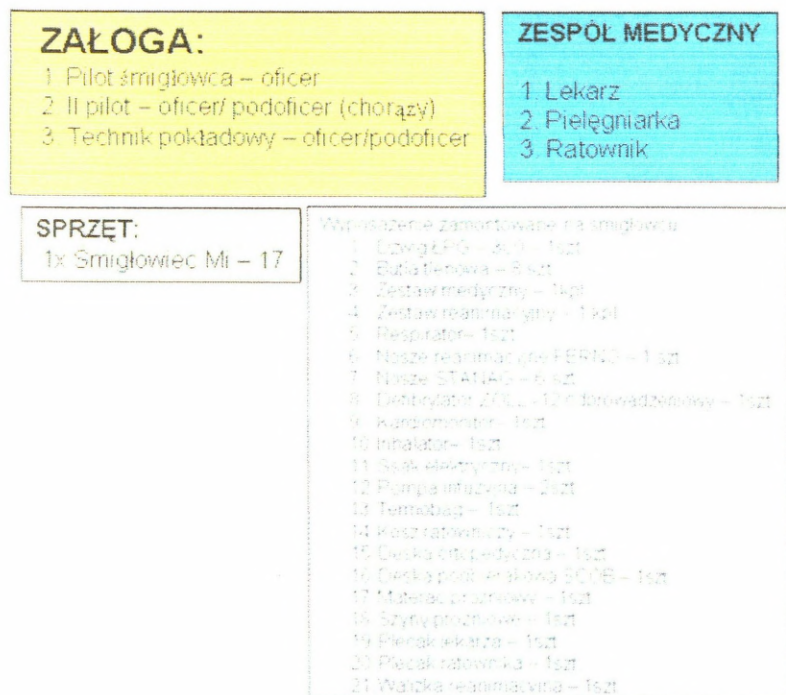 ZAŁOGA:
1. Pilot śmigłowca – oficer
2. II pilot – oficer/ podoficer (chorąży)
3. Technik pokładowy – oficer/podoficer
ZESPÓŁ MEDYCZNY
1. Lekarz
2. Pielęgniarka
3. Ratownik
SPRZĘT:
1x Śmigłowiec Mi – 17
Wyposażenie zamontowane na śmigłowcu
1. Dźwig – 1szt
2. Butla tlenowa – szt
3. Zestaw medyczny – 1kpl
4. Zestaw reanimacyjny – 1 kpl
5. Respirator– 1szt
6. Nosze reanimacyjne FERNO – 1 szt
7. Nosze STANAG – 6 szt
8. Defibrylator ZOLL -12 odprowadzeniowy – 1szt
9. Kardiomonitor– 1szt
10. Inhalator– 1szt
11. Ssak elektryczny– 1szt
12. Pompa infuzyjna – 2szt
13. Termobag – 1szt
14. Kosz ratowniczy – 1szt
15. Deska ortopedyczna – 1szt
16. Deska podbierakowa – 1szt
17. Materac próżniowy – 1szt
18. Szyny próżniowe – 1szt
19. Plecak lekarza – 1szt
20. Plecak ratownika – 1szt
21. Walizka reanimacyjna – 1szt